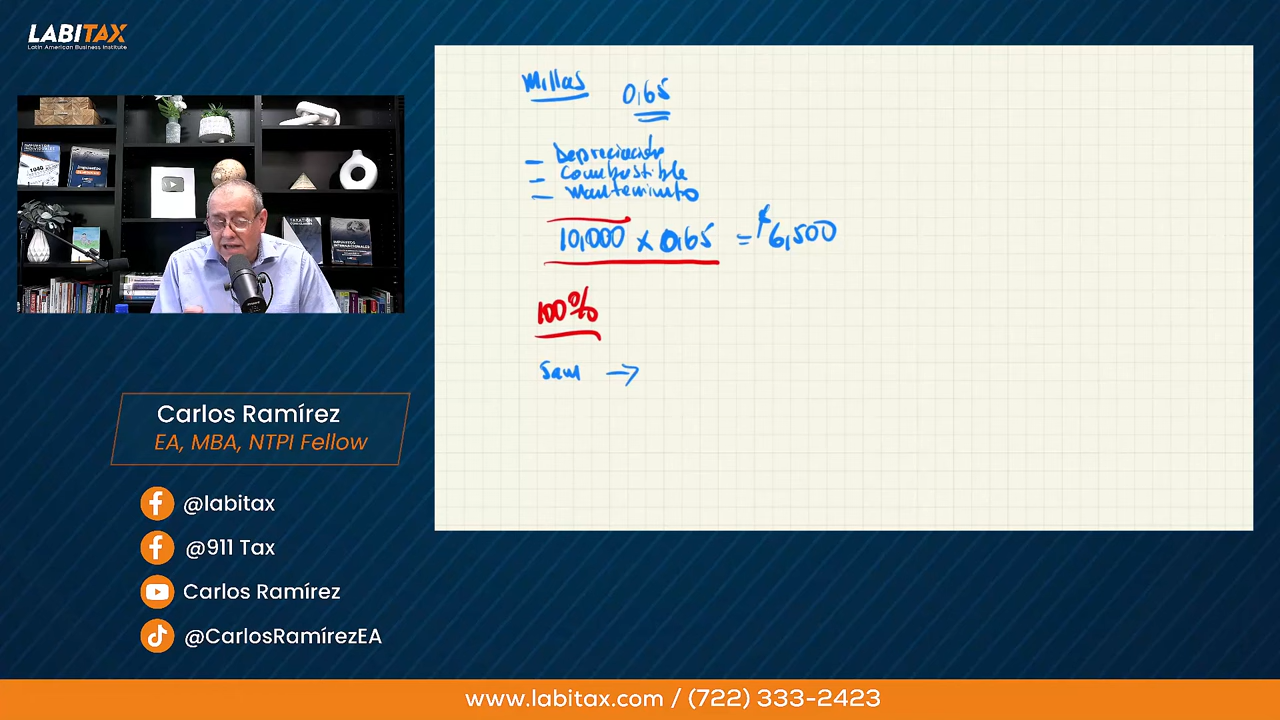 LABITAX
Latin American Business Institute
Millas 0,65
- Depreciación
- Combustible
- Mantenimto
10,000 x 0,65 = $6,500
100%
Sam →
Carlos Ramírez
EA, MBA, NTPI Fellow
@labitax
@911 Tax
Carlos Ramírez
@CarlosRamírezEA
www.labitax.com / (722) 333-2423